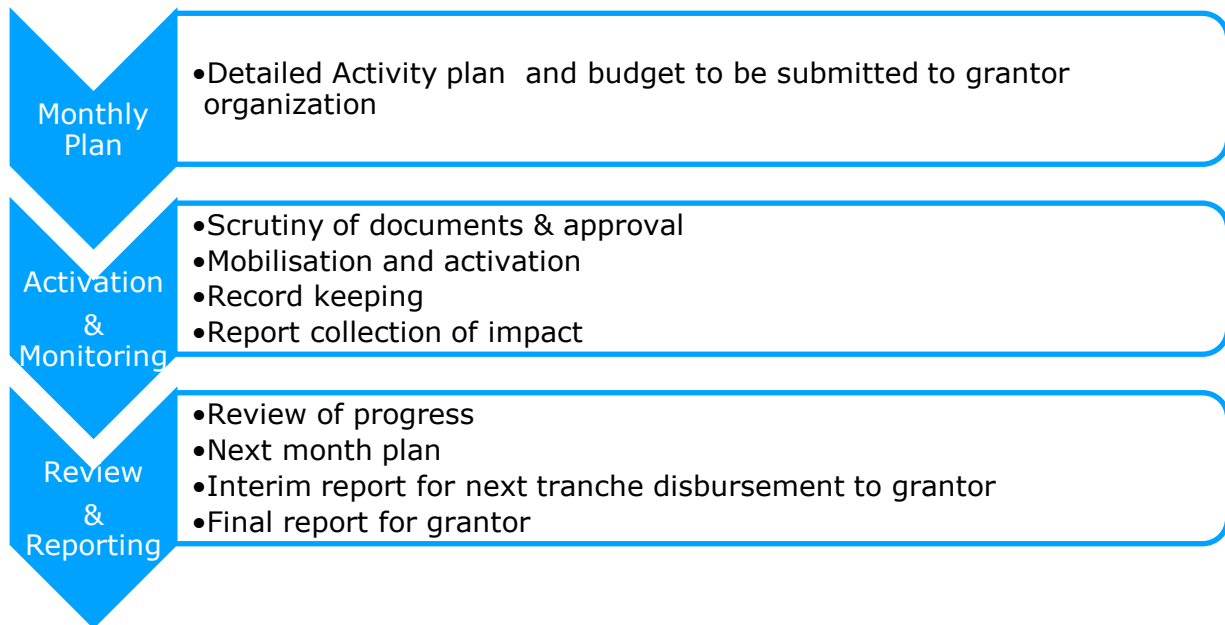 Monthly
Plan
•Detailed Activity plan and budget to be submitted to grantor
organization
Activation
&
Monitoring
•Scrutiny of documents & approval
•Mobilisation and activation
•Record keeping
•Report collection of impact
Review
&
Reporting
•Review of progress
•Next month plan
•Interim report for next tranche disbursement to grantor
•Final report for grantor